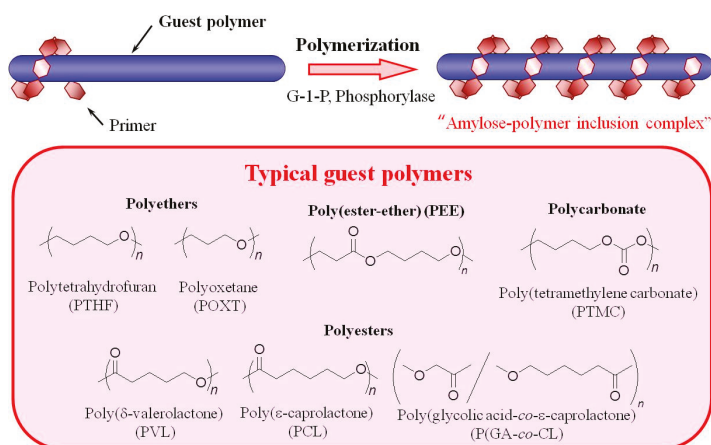 Guest polymer
Polymerization
G-1-P, Phosphorylase
Primer
“Amylose-polymer inclusion complex”
Typical guest polymers
Polyethers
O
n
Polytetrahydrofuran
(PTHF)
O
n
Polyoxetane
(POXT)
Poly(ester-ether) (PEE)
O
O
O
n
Polycarbonate
O
O
O
n
Poly(tetramethylene carbonate)
(PTMC)
Polyesters
O
O
n
Poly(δ-valerolactone)
(PVL)
O
O
n
Poly(ε-caprolactone)
(PCL)
O
O
O
O
n
Poly(glycolic acid-co-ε-caprolactone)
(P(GA-co-CL)